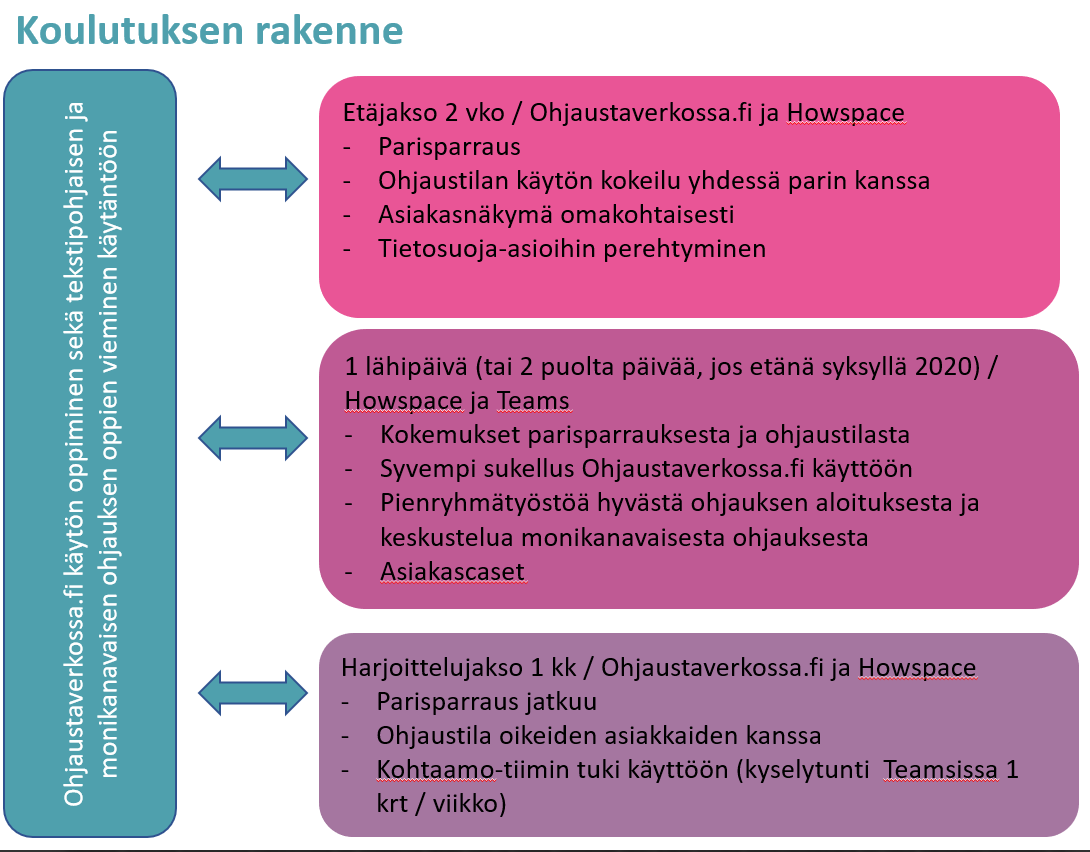 Koulutuksen rakenne
Ohjaustaverkossa.fi käytön oppiminen sekä tekstipohjaisen ja
monikanavaisen ohjauksen oppien vieminen käytäntöön
Etäjakso 2 vko / Ohjaustaverkossa.fi ja Howspace
- Parisparraus
- Ohjaustilan käytön kokeilu yhdessä parin kanssa
- Asiakasnäkymä omakohtaisesti
- Tietosuoja-asioihin perehtyminen
1 lähipäivä (tai 2 puolta päivää, jos etänä syksyllä 2020) /
Howspace ja Teams
- Kokemukset parisparrauksesta ja ohjaustilasta
- Syvempi sukellus Ohjaustaverkossa.fi käyttöön
- Pienryhmätyöstöä hyvästä ohjauksen aloituksesta ja
keskustelua monikanavaisesta ohjauksesta
- Asiakascaset
Harjoittelujakso 1 kk / Ohjaustaverkossa.fi ja Howspace
- Parisparraus jatkuu
- Ohjaustila oikeiden asiakkaiden kanssa
- Kohtaamo-tiimin tuki käyttöön (kyselytunti Teamsissa 1
krt / viikko)